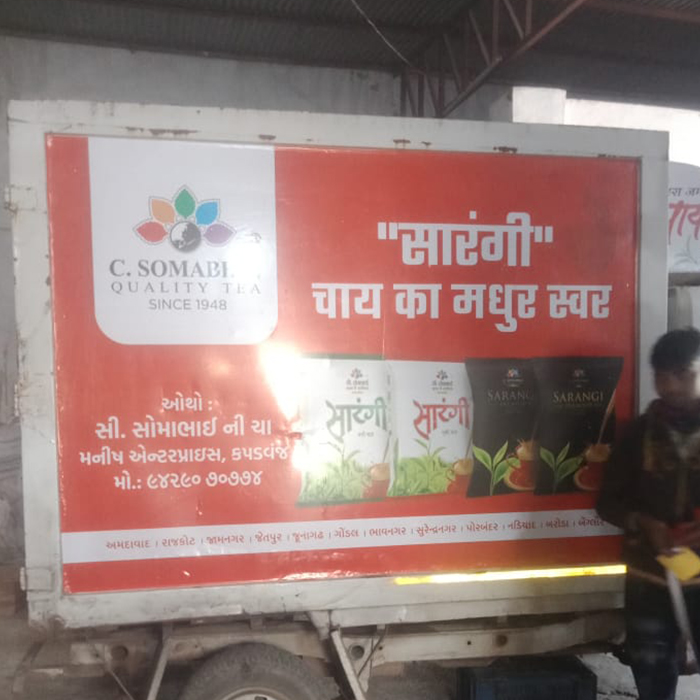 C. SOMABH
QUALITY TEA
SINCE 1948
"सारंगी"
चाय का मधुर स्वर
ઓથો :
સી. સોમાભાઈ ની ચા
મનીષ એન્ટરપ્રાઇસ, કપડવંજ
મો.: ૯૪૨૯૦ ૭૦૭૭૪
सारंगी
सारंगी
SARANGI
SARANGI
અમદાવાદ । રાજકોટ । જામનગર । જેતપુર । જૂનાગઢ । ગોંડલ । ભાવનગર । સુરેન્દ્રનગર । પોરબંદર । નડિયાદ । બરોડા । બેંગ્લોર